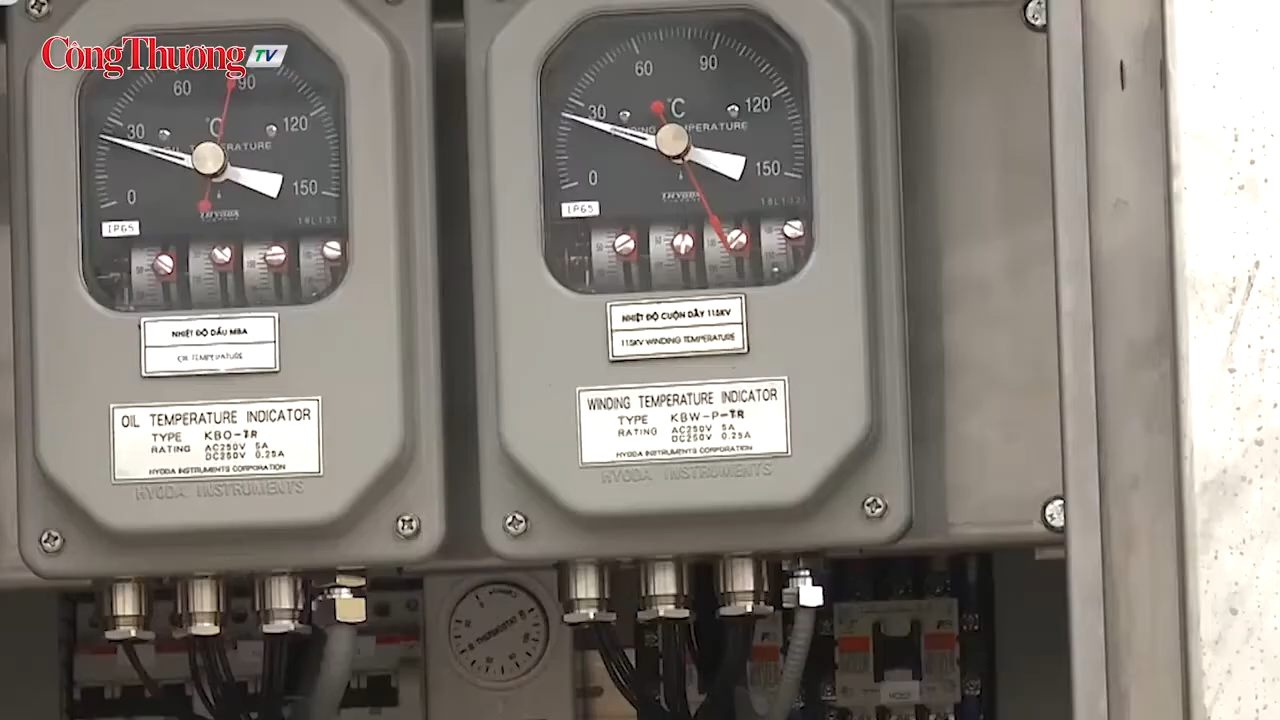 CôngThương TV
60
90
30
120
0
150
°C
OIL TEMPERATURE
IP65
NHIỆT ĐỘ DẦU MBA
OIL TEMPERATURE
OIL TEMPERATURE INDICATOR
TYPE KBO-TR
RATING AC250V 5A
DC250V 0.25A
HYODA INSTRUMENTS CORPORATION
HYODA INSTRUMENTS
60
90
30
120
0
150
°C
WINDING TEMPERATURE
IP65
NHIỆT ĐỘ CUỘN DÂY 115KV
115KV WINDING TEMPERATURE
WINDING TEMPERATURE INDICATOR
TYPE KBW-P-TR
RATING AC250V 5A
DC250V 0.25A
HYODA INSTRUMENTS CORPORATION
HYODA INSTRUMENTS
THERMOSTAT